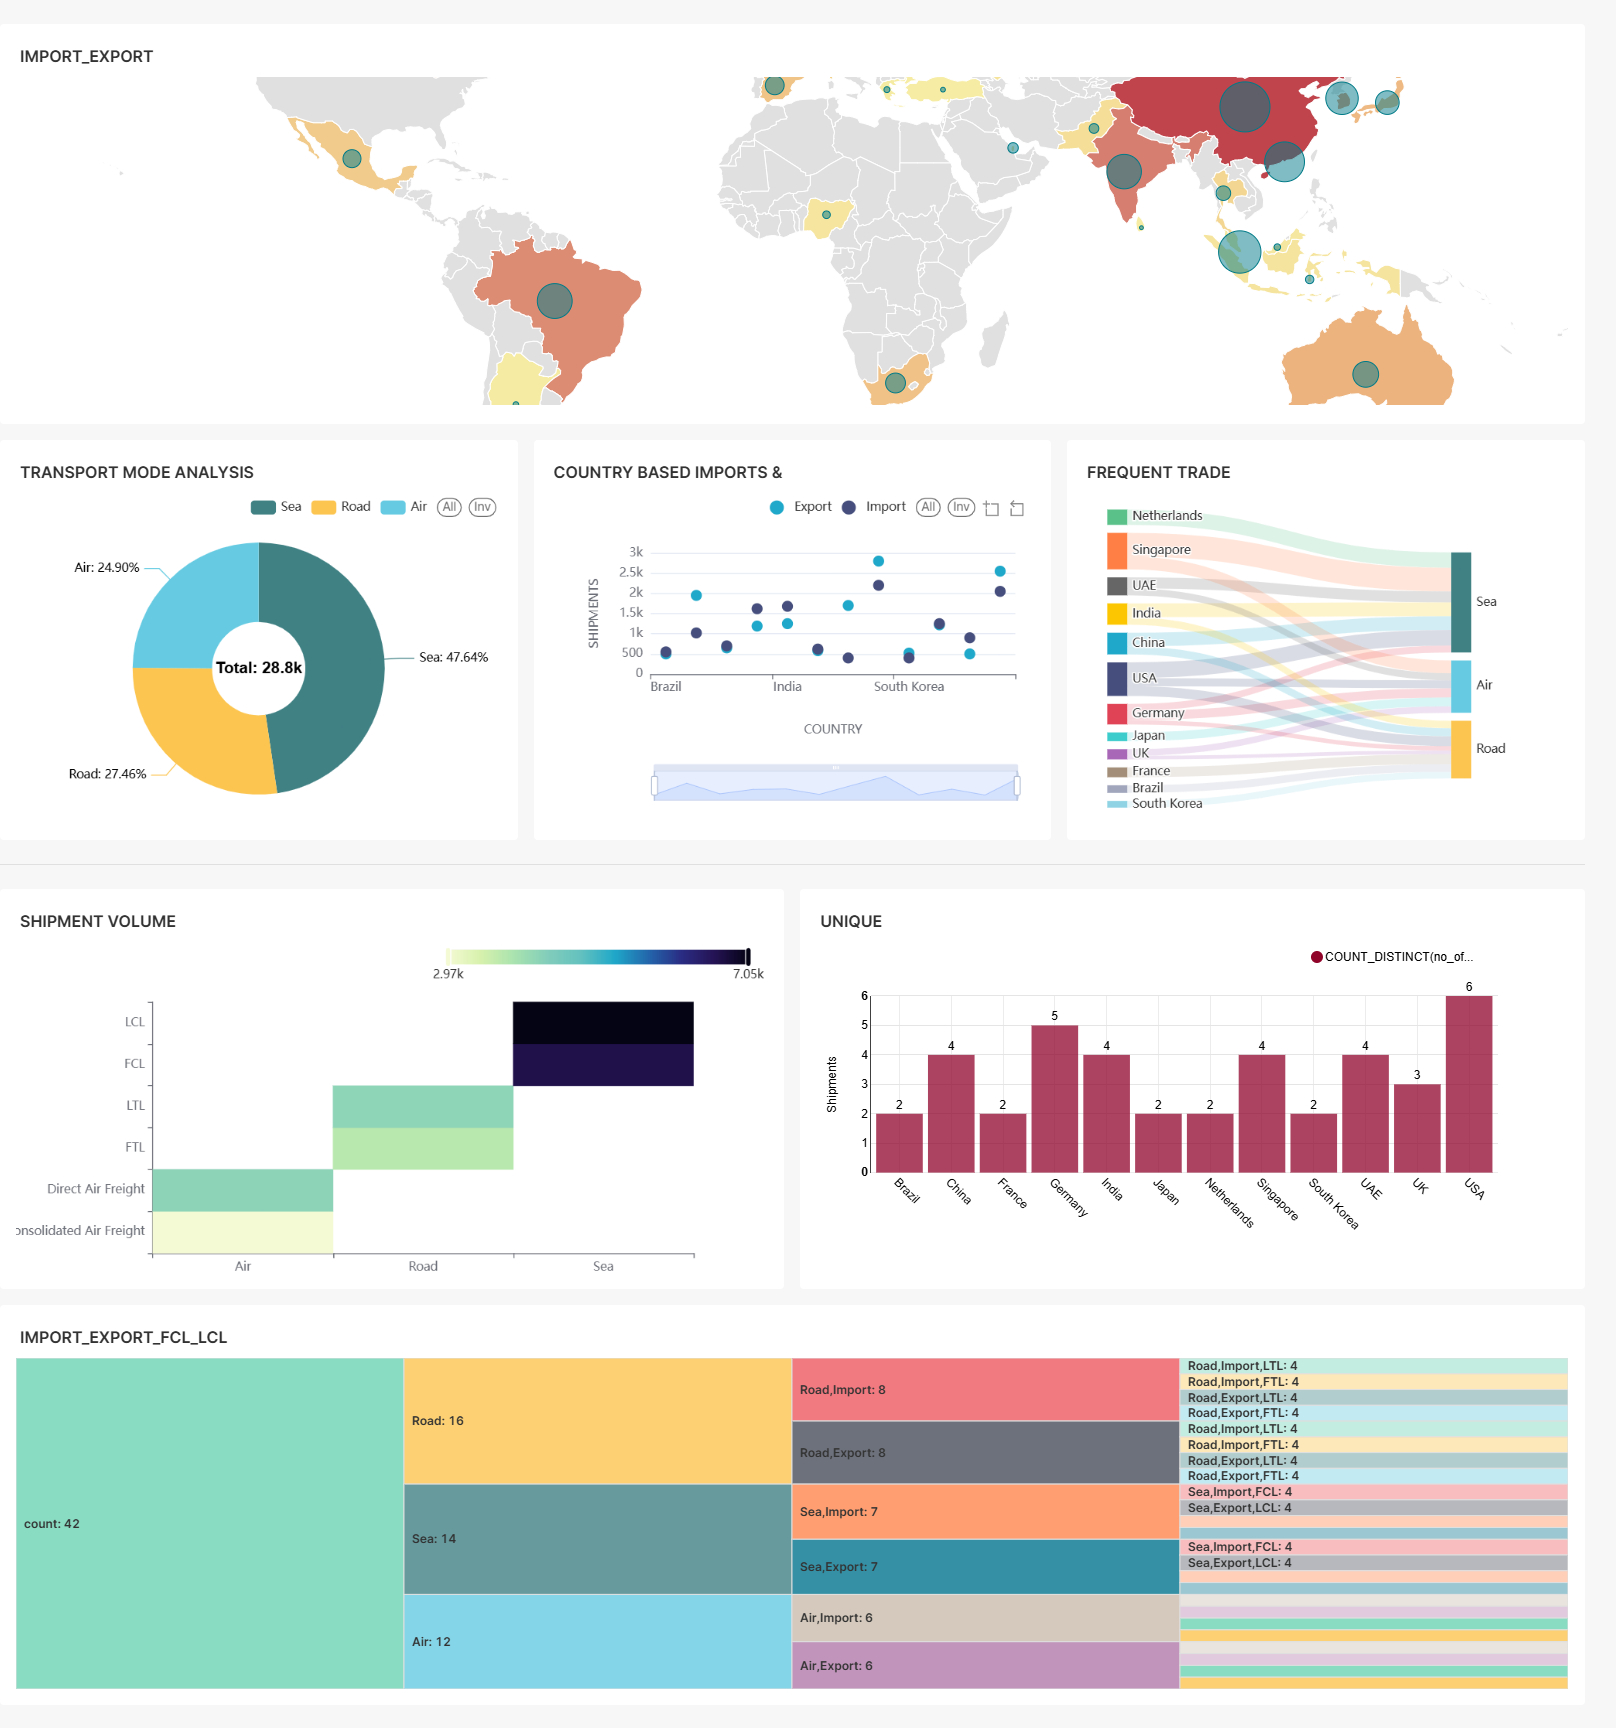 IMPORT_EXPORT
TRANSPORT MODE ANALYSIS
Sea Road Air All Inv
Air: 24.90%
Total: 28.8k
Sea: 47.64%
Road: 27.46%
COUNTRY BASED IMPORTS &
Export Import All Inv
3k
2.5k
2k
1.5k
1k
500
0
SHIPMENTS
Brazil India South Korea
COUNTRY
FREQUENT TRADE
Netherlands
Singapore
UAE
India
China
USA
Germany
Japan
UK
France
Brazil
South Korea
Sea
Air
Road
SHIPMENT VOLUME
2.97k 7.05k
LCL
FCL
LTL
FTL
Direct Air Freight
onsolidated Air Freight
Air Road Sea
UNIQUE
COUNT_DISTINCT(no_of...
Shipments
6
5
4
3
2
1
0
2 4 2 5 4 2 2 4 2 4 3 6
Brazil China France Germany India Japan Netherlands Singapore South Korea UAE UK USA
IMPORT_EXPORT_FCL_LCL
count: 42
Road: 16
Sea: 14
Air: 12
Road,Import: 8
Road,Export: 8
Sea,Import: 7
Sea,Export: 7
Air,Import: 6
Air,Export: 6
Road,Import,LTL: 4
Road,Import,FTL: 4
Road,Export,LTL: 4
Road,Export,FTL: 4
Road,Import,LTL: 4
Road,Import,FTL: 4
Road,Export,LTL: 4
Road,Export,FTL: 4
Sea,Import,FCL: 4
Sea,Export,LCL: 4
Sea,Import,FCL: 4
Sea,Export,LCL: 4